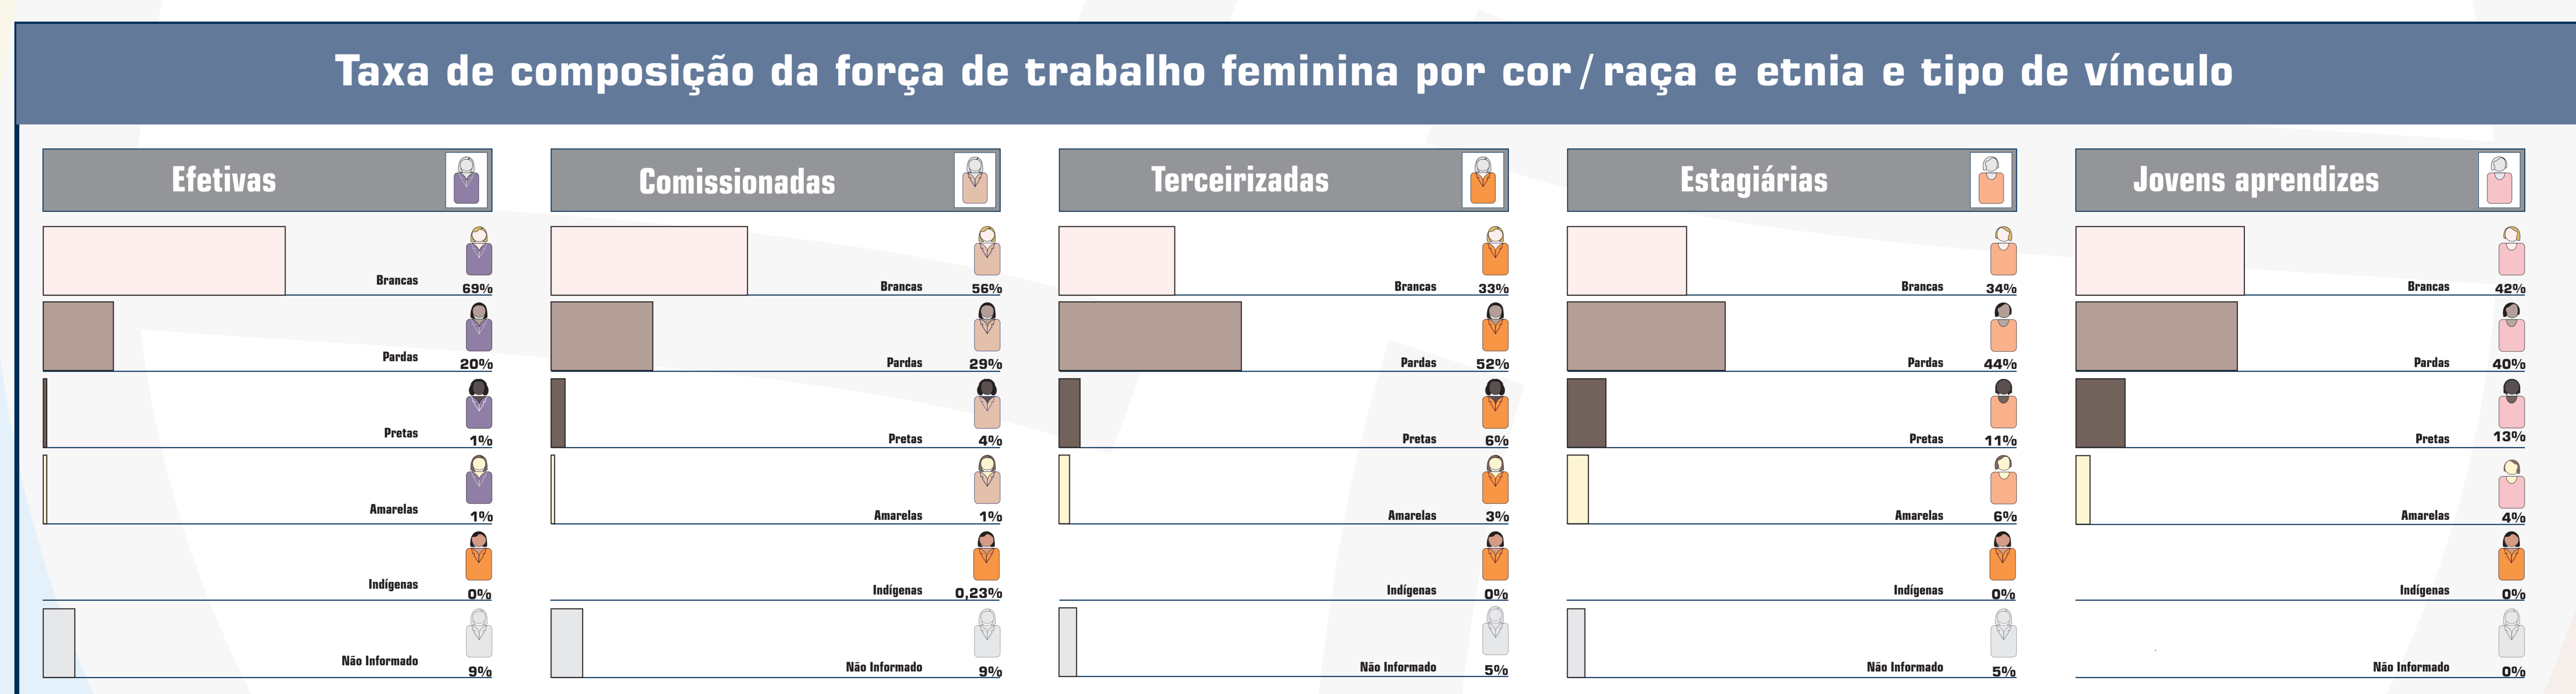 Taxa de composição da força de trabalho feminina por cor/raça e etnia e tipo de vínculo
Efetivas
Brancas 69%
Pardas 20%
Pretas 1%
Amarelas 1%
Indígenas 0%
Não Informado 9%
Comissionadas
Brancas 56%
Pardas 29%
Pretas 4%
Amarelas 1%
Indígenas 0,23%
Não Informado 9%
Terceirizadas
Brancas 33%
Pardas 52%
Pretas 6%
Amarelas 3%
Indígenas 0%
Não Informado 5%
Estagiárias
Brancas 34%
Pardas 44%
Pretas 11%
Amarelas 6%
Indígenas 0%
Não Informado 5%
Jovens aprendizes
Brancas 42%
Pardas 40%
Pretas 13%
Amarelas 4%
Indígenas 0%
Não Informado 0%